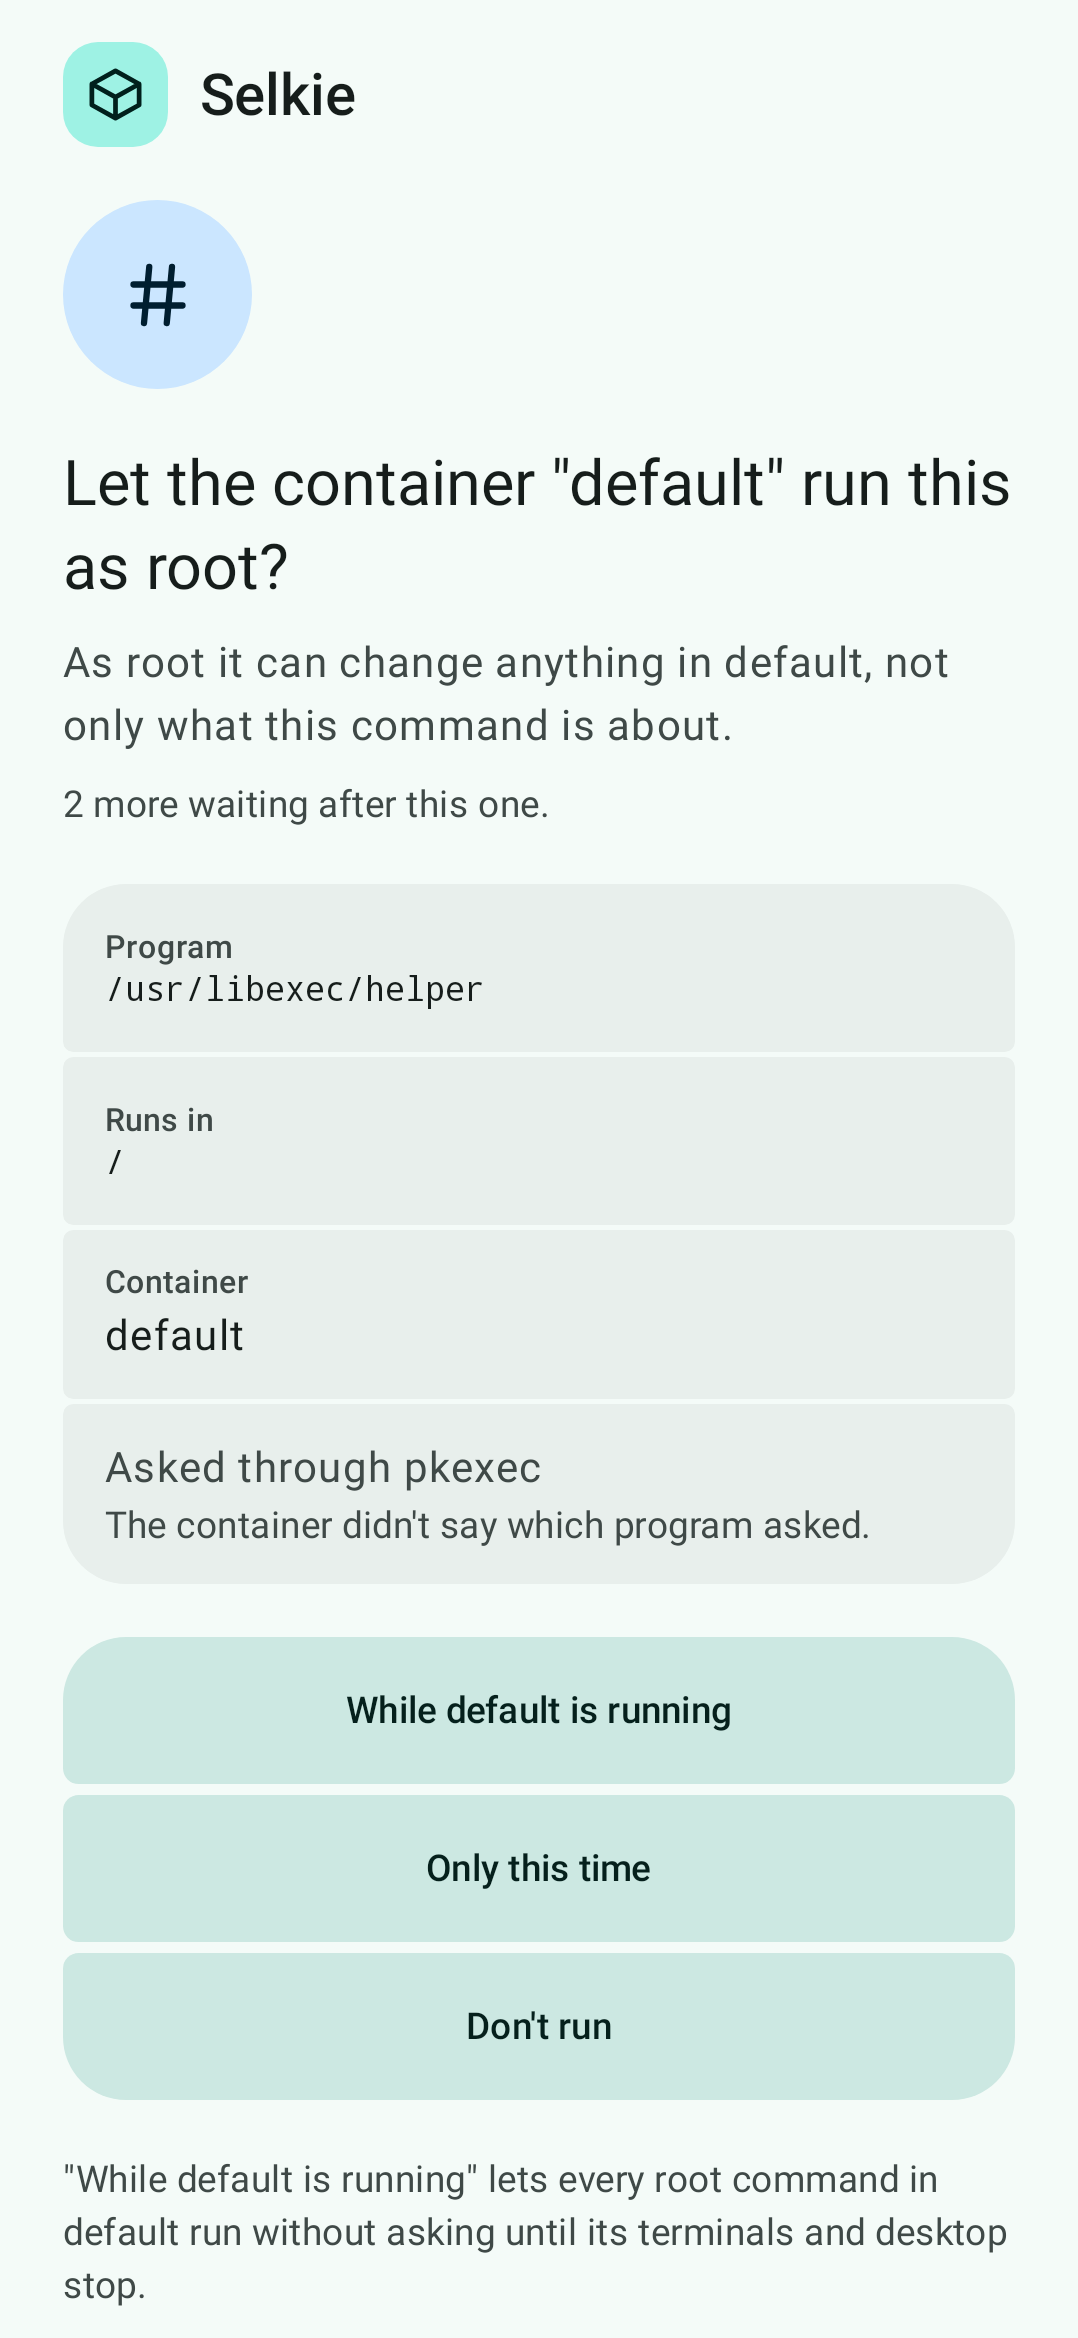 Selkie
#
Let the container "default" run this
as root?
As root it can change anything in default, not
only what this command is about.
2 more waiting after this one.
Program
/usr/libexec/helper
Runs in
/
Container
default
Asked through pkexec
The container didn't say which program asked.
While default is running
Only this time
Don't run
"While default is running" lets every root command in
default run without asking until its terminals and desktop
stop.